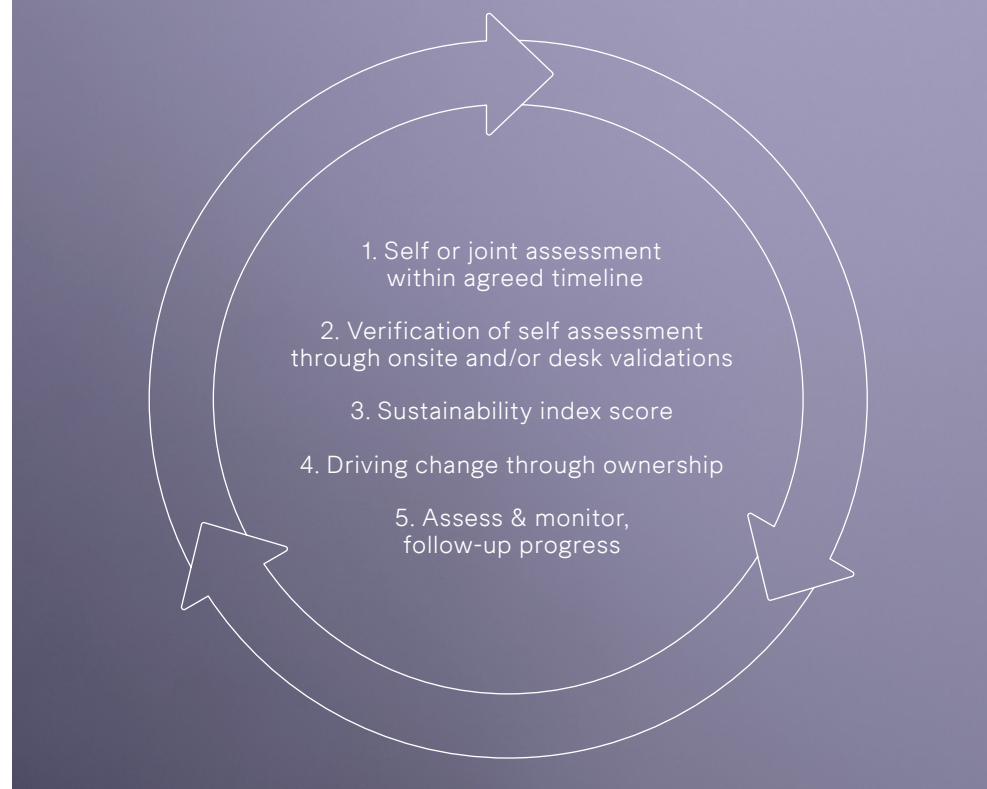 1. Self or joint assessment
within agreed timeline
2. Verification of self assessment
through onsite and/or desk validations
3. Sustainability index score
4. Driving change through ownership
5. Assess & monitor,
follow-up progress